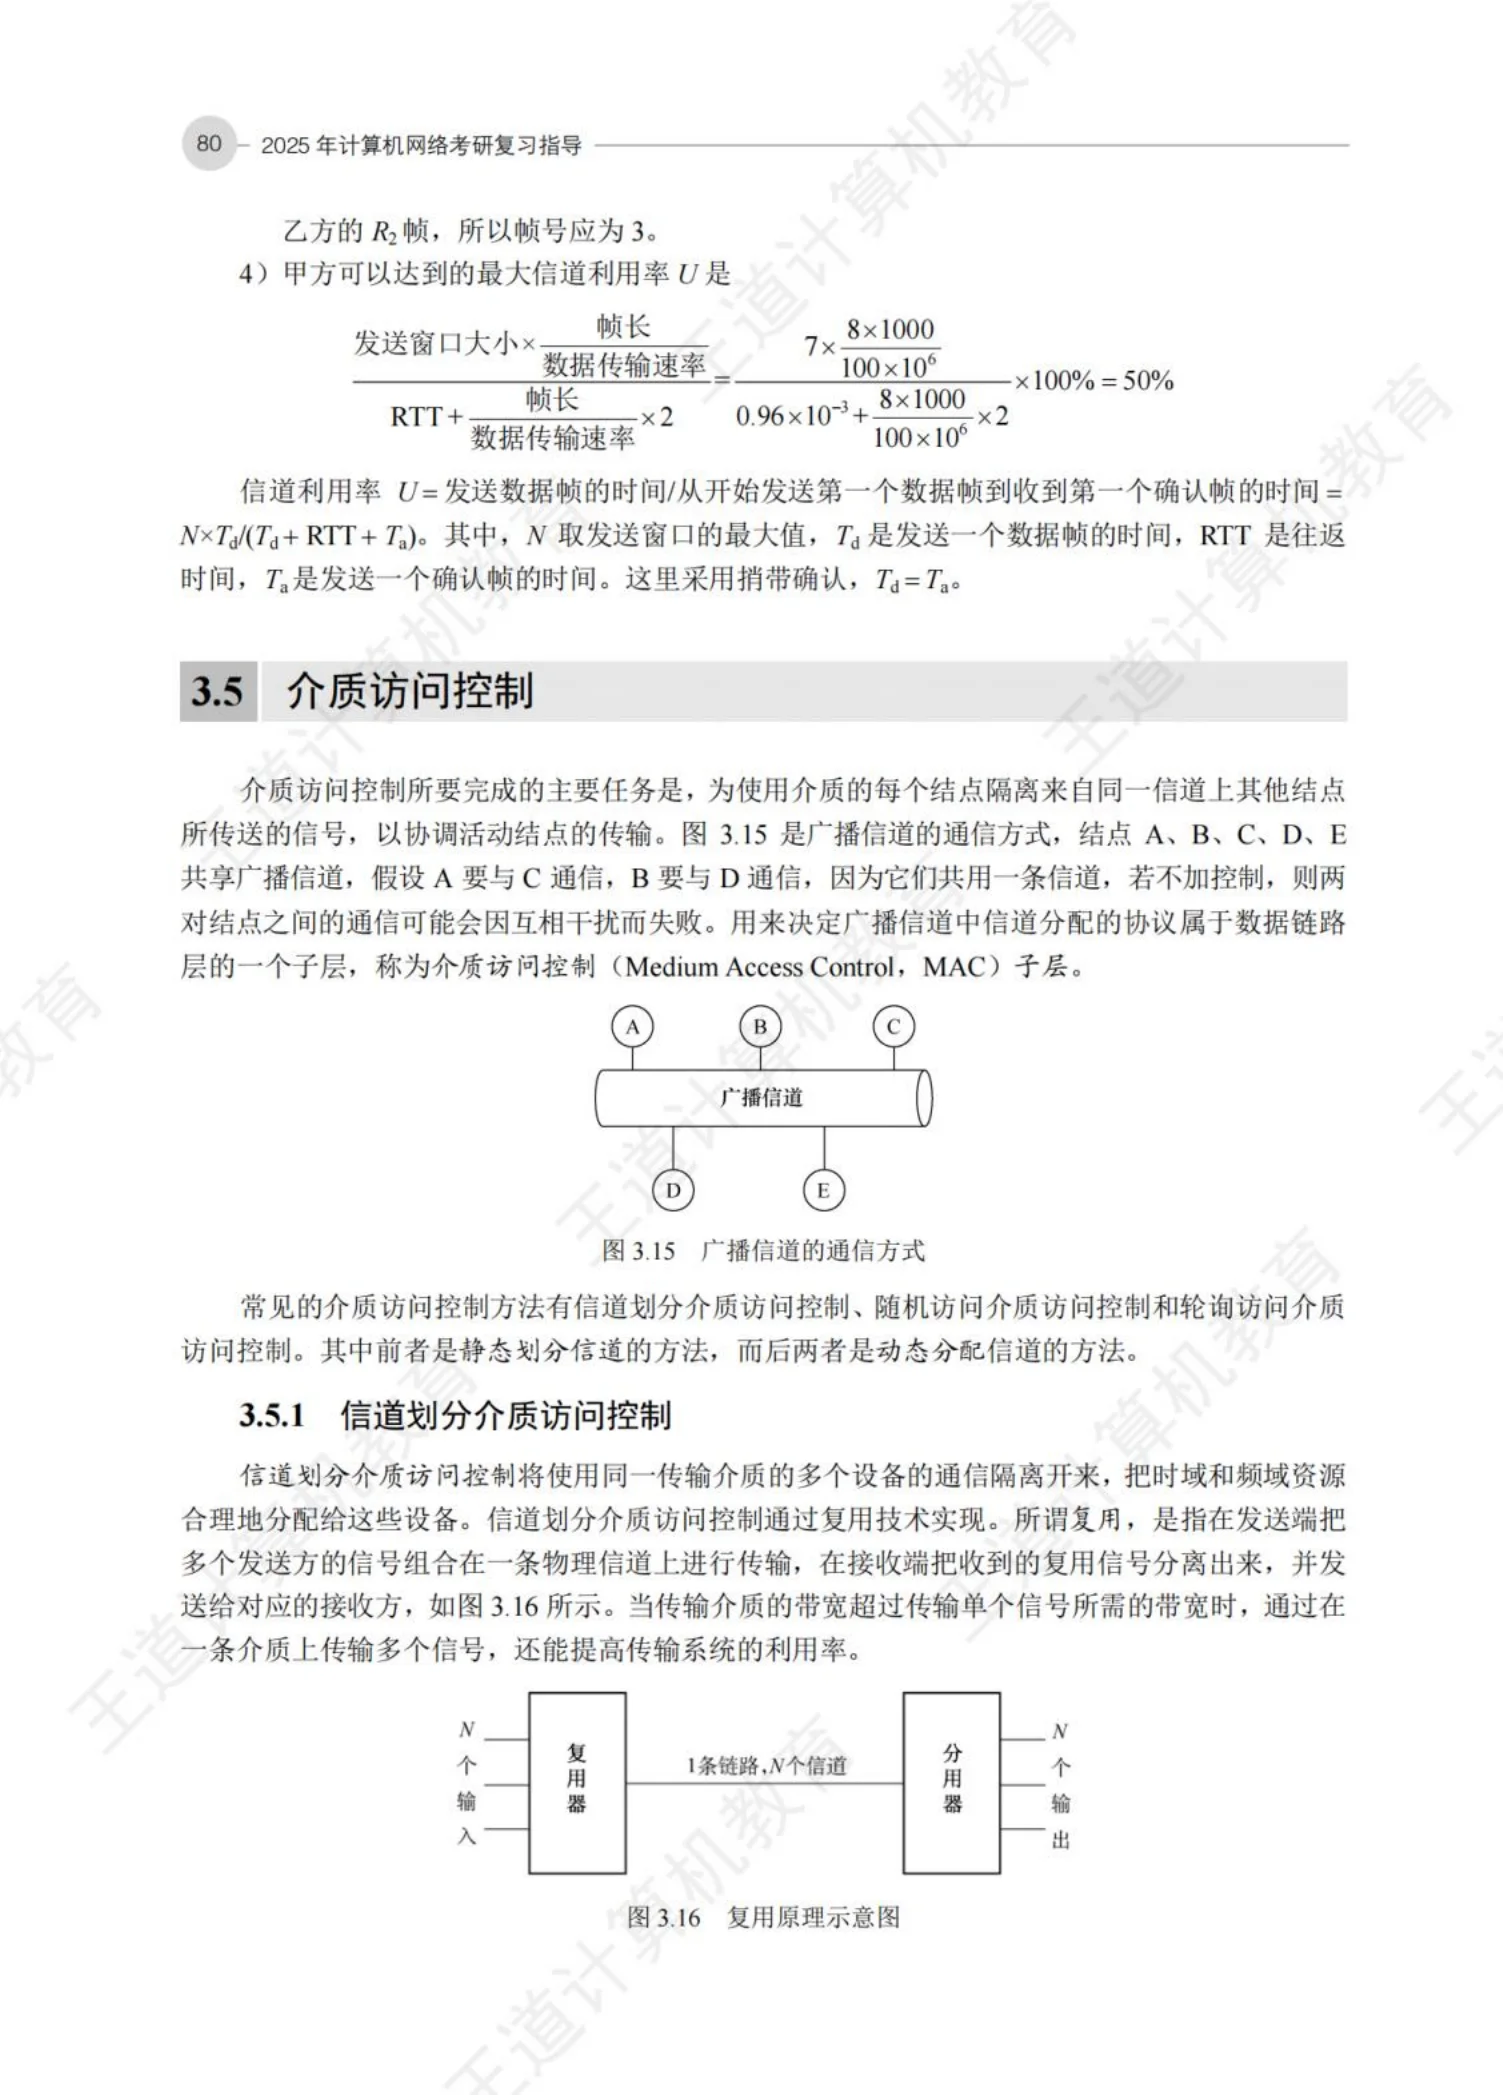 80
2025 年计算机网络考研复习指导
乙方的 R₂ 帧，所以帧号应为 3。
4）甲方可以达到的最大信道利用率 U 是
发送窗口大小× 帧长/数据传输速率
RTT + 帧长/数据传输速率 ×2
=
7× 8×1000/100×10⁶
0.96×10⁻³ + 8×1000/100×10⁶ ×2
×100% = 50%
信道利用率 U = 发送数据帧的时间/从开始发送第一个数据帧到收到第一个确认帧的时间 =
N×Td/(Td + RTT + Ta)。其中，N 取发送窗口的最大值，Td 是发送一个数据帧的时间，RTT 是往返
时间，Ta是发送一个确认帧的时间。这里采用捎带确认，Td = Ta。
3.5 介质访问控制
介质访问控制所要完成的主要任务是，为使用介质的每个结点隔离来自同一信道上其他结点
所传送的信号，以协调活动结点的传输。图 3.15 是广播信道的通信方式，结点 A、B、C、D、E
共享广播信道，假设 A 要与 C 通信，B 要与 D 通信，因为它们共用一条信道，若不加控制，则两
对结点之间的通信可能会因互相干扰而失败。用来决定广播信道中信道分配的协议属于数据链路
层的一个子层，称为介质访问控制（Medium Access Control，MAC）子层。
A B C
广播信道
D E
图 3.15 广播信道的通信方式
常见的介质访问控制方法有信道划分介质访问控制、随机访问介质访问控制和轮询访问介质
访问控制。其中前者是静态划分信道的方法，而后两者是动态分配信道的方法。
3.5.1 信道划分介质访问控制
信道划分介质访问控制将使用同一传输介质的多个设备的通信隔离开来，把时域和频域资源
合理地分配给这些设备。信道划分介质访问控制通过复用技术实现。所谓复用，是指在发送端把
多个发送方的信号组合在一条物理信道上进行传输，在接收端把收到的复用信号分离出来，并发
送给对应的接收方，如图 3.16 所示。当传输介质的带宽超过传输单个信号所需的带宽时，通过在
一条介质上传输多个信号，还能提高传输系统的利用率。
N个输入
复用器
1条链路，N个信道
分用器
N个输出
图 3.16 复用原理示意图
王道计算机教育